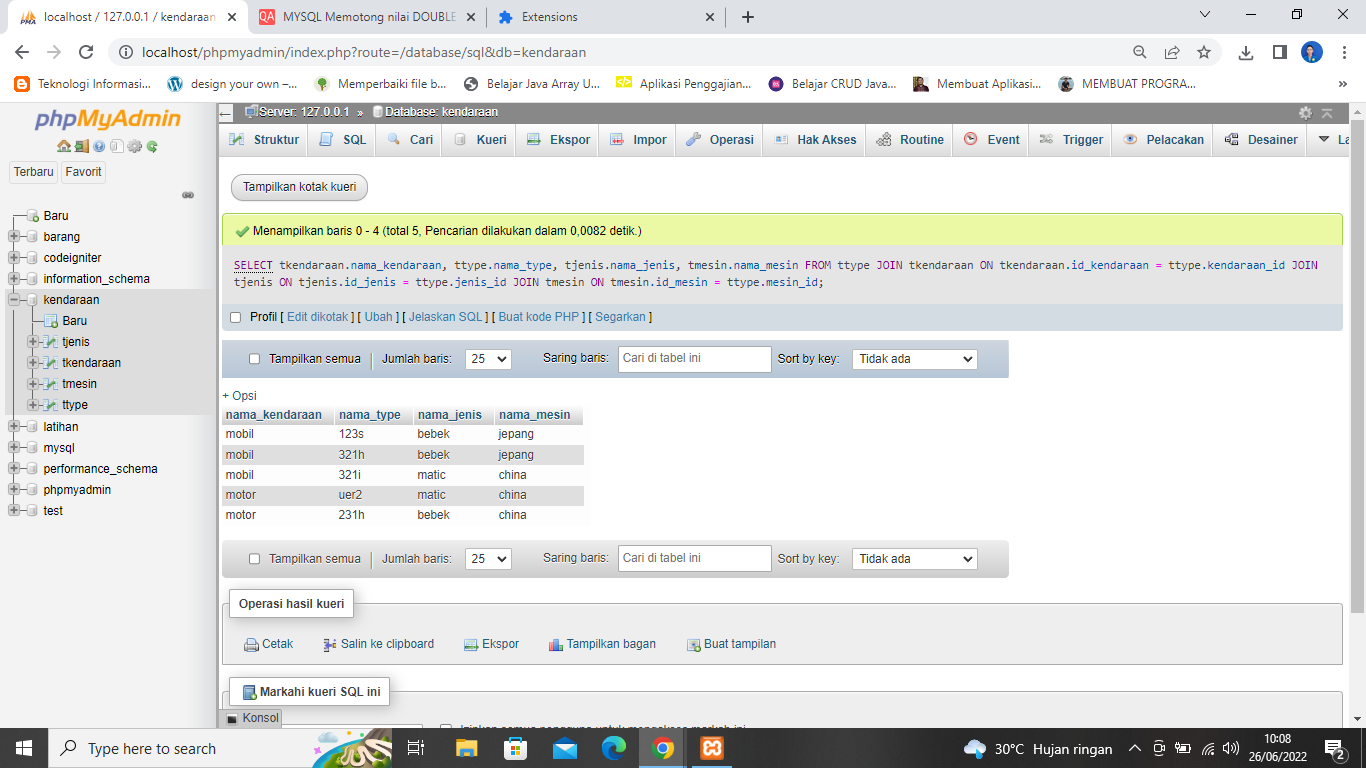 localhost / 127.0.0.1 / kendaraan
MYSQL Memotong nilai DOUBLE
Extensions
localhost/phpmyadmin/index.php?route=/database/sql&db=kendaraan
Teknologi Informasi...
design your own –...
Memperbaiki file b...
Belajar Java Array U...
Aplikasi Penggajian...
Belajar CRUD Java...
Membuat Aplikasi...
MEMBUAT PROGRA...
»
phpMyAdmin
Terbaru
Favorit
Baru
barang
codeigniter
information_schema
kendaraan
Baru
tjenis
tkendaraan
tmesin
ttype
latihan
mysql
performance_schema
phpmyadmin
test
Server: 127.0.0.1 » Database: kendaraan
Struktur
SQL
Cari
Kueri
Ekspor
Impor
Operasi
Hak Akses
Routine
Event
Trigger
Pelacakan
Desainer
La
Tampilkan kotak kueri
Menampilkan baris 0 - 4 (total 5, Pencarian dilakukan dalam 0,0082 detik.)
SELECT tkendaraan.nama_kendaraan, ttype.nama_type, tjenis.nama_jenis, tmesin.nama_mesin FROM ttype JOIN tkendaraan ON tkendaraan.id_kendaraan = ttype.kendaraan_id JOIN
tjenis ON tjenis.id_jenis = ttype.jenis_id JOIN tmesin ON tmesin.id_mesin = ttype.mesin_id;
Profil [ Edit dikotak ] [ Ubah ] [ Jelaskan SQL ] [ Buat kode PHP ] [ Segarkan ]
Tampilkan semua | Jumlah baris: 25 Saring baris: Cari di tabel ini Sort by key: Tidak ada
+ Opsi
nama_kendaraan nama_type nama_jenis nama_mesin
mobil 123s bebek jepang
mobil 321h bebek jepang
mobil 321i matic china
motor uer2 matic china
motor 231h bebek china
Tampilkan semua | Jumlah baris: 25 Saring baris: Cari di tabel ini Sort by key: Tidak ada
Operasi hasil kueri
Cetak
Salin ke clipboard
Ekspor
Tampilkan bagan
Buat tampilan
Markahi kueri SQL ini
Konsol
Izinkan semua pengguna untuk mengakses markah ini
Type here to search
30°C Hujan ringan
10:08
26/06/2022
2